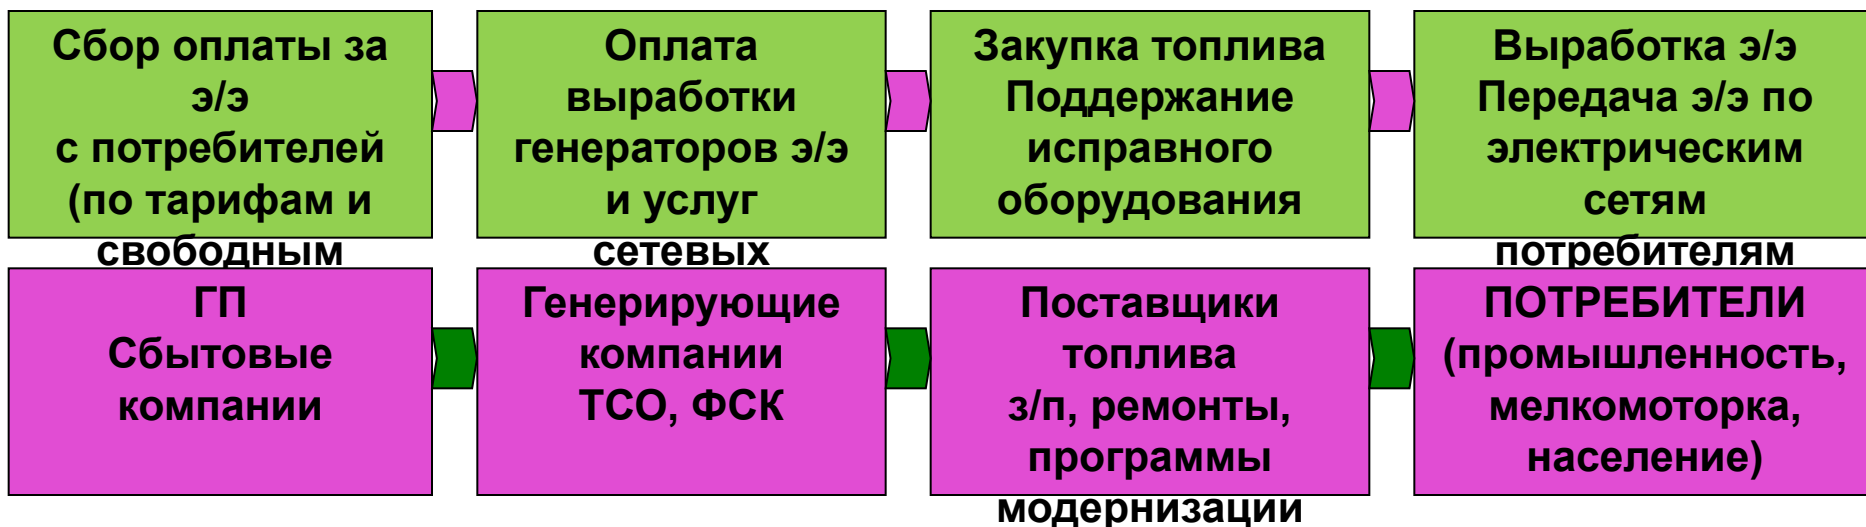 Сбор оплаты за
э/э
с потребителей
(по тарифам и
свободным
Оплата
выработки
генераторов э/э
и услуг
сетевых
Закупка топлива
Поддержание
исправного
оборудования
Выработка э/э
Передача э/э по
электрическим
сетям
потребителям
ГП
Сбытовые
компании
Генерирующие
компании
ТСО, ФСК
Поставщики
топлива
з/п, ремонты,
программы
модернизации
ПОТРЕБИТЕЛИ
(промышленность,
мелкомоторка,
население)